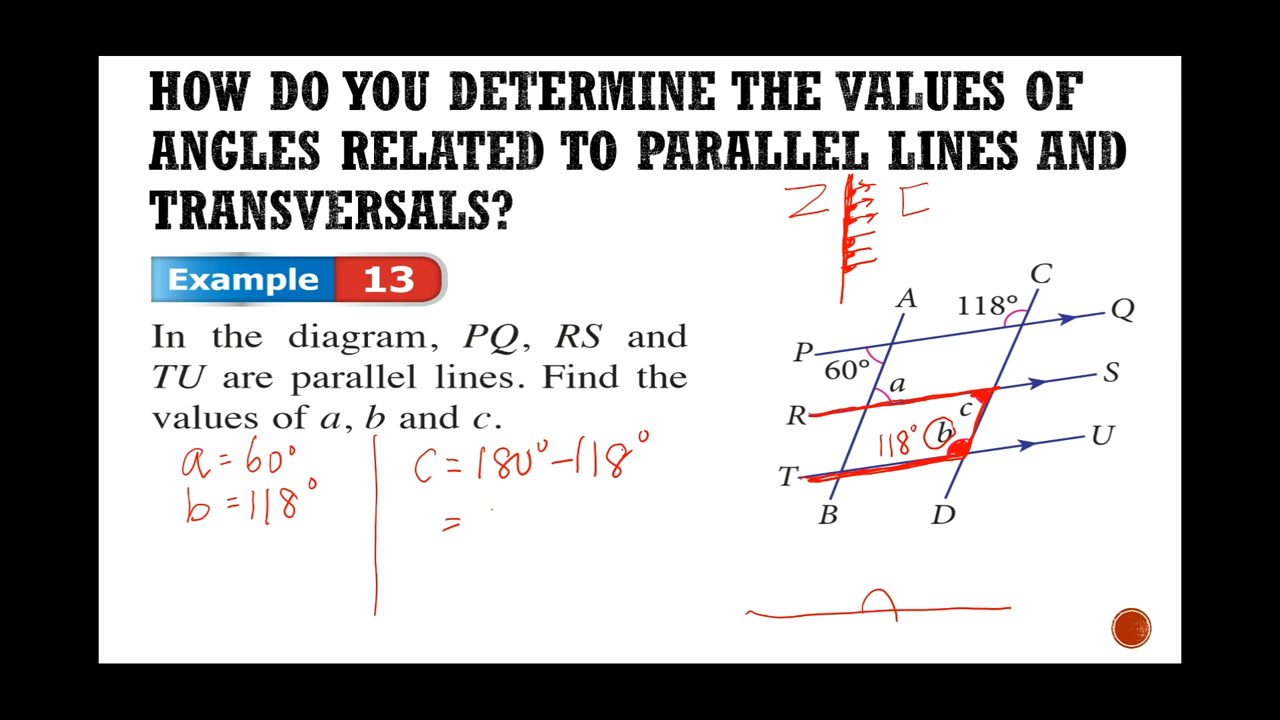 HOW DO YOU DETERMINE THE VALUES OF
ANGLES RELATED TO PARALLEL LINES AND
TRANSVERSALS?
Z
Example 13
In the diagram, PQ, RS and
TU are parallel lines. Find the
values of a, b and c.
a = 60°
b = 118°
c = 180° - 118°
=
C
A
118°
Q
P
60°
a
S
R
c
118°
b
U
T
B
D